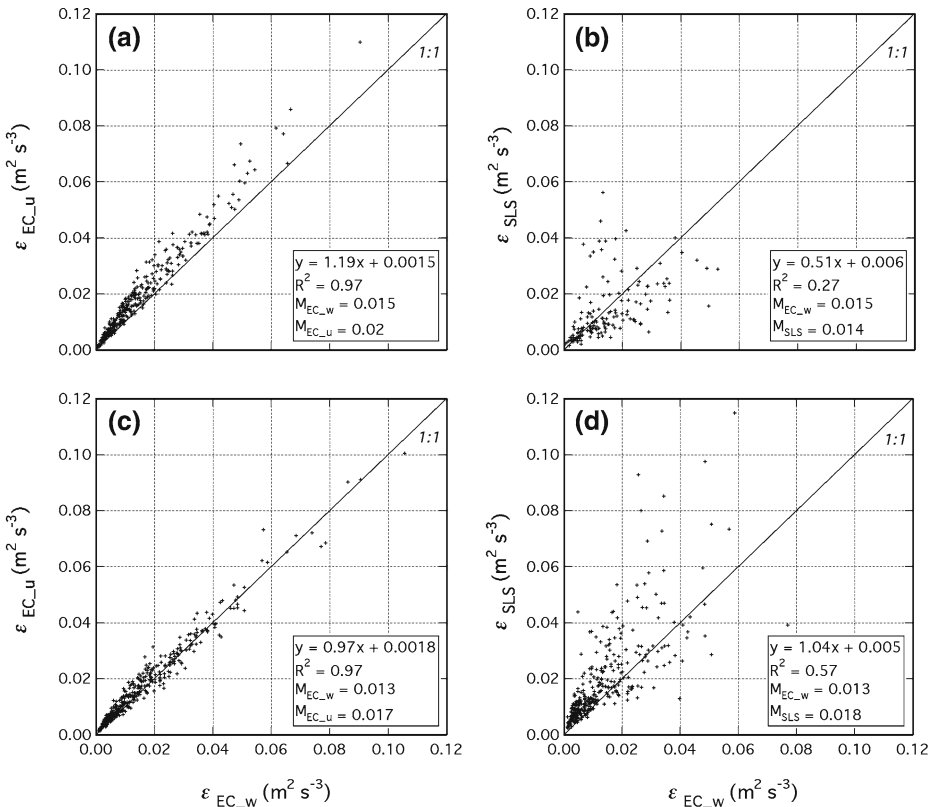 (a)
1:1
0.12
0.10
0.08
0.06
0.04
0.02
0.00
ε EC_u (m² s⁻³)
y = 1.19x + 0.0015
R² = 0.97
M_EC_w = 0.015
M_EC_u = 0.02
(b)
1:1
0.12
0.10
0.08
0.06
0.04
0.02
0.00
ε SLS (m² s⁻³)
y = 0.51x + 0.006
R² = 0.27
M_EC_w = 0.015
M_SLS = 0.014
(c)
1:1
0.12
0.10
0.08
0.06
0.04
0.02
0.00
ε EC_u (m² s⁻³)
y = 0.97x + 0.0018
R² = 0.97
M_EC_w = 0.013
M_EC_u = 0.017
0.00 0.02 0.04 0.06 0.08 0.10 0.12
ε EC_w (m² s⁻³)
(d)
1:1
0.12
0.10
0.08
0.06
0.04
0.02
0.00
ε SLS (m² s⁻³)
y = 1.04x + 0.005
R² = 0.57
M_EC_w = 0.013
M_SLS = 0.018
0.00 0.02 0.04 0.06 0.08 0.10 0.12
ε EC_w (m² s⁻³)